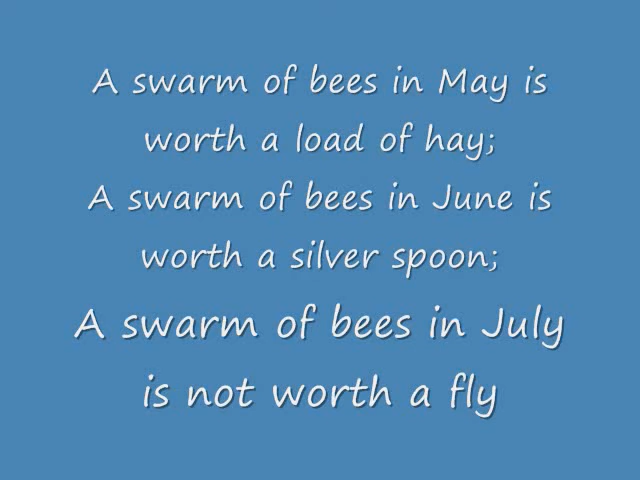 A swarm of bees in May is
worth a load of hay;
A swarm of bees in June is
worth a silver spoon;
A swarm of bees in July
is not worth a fly